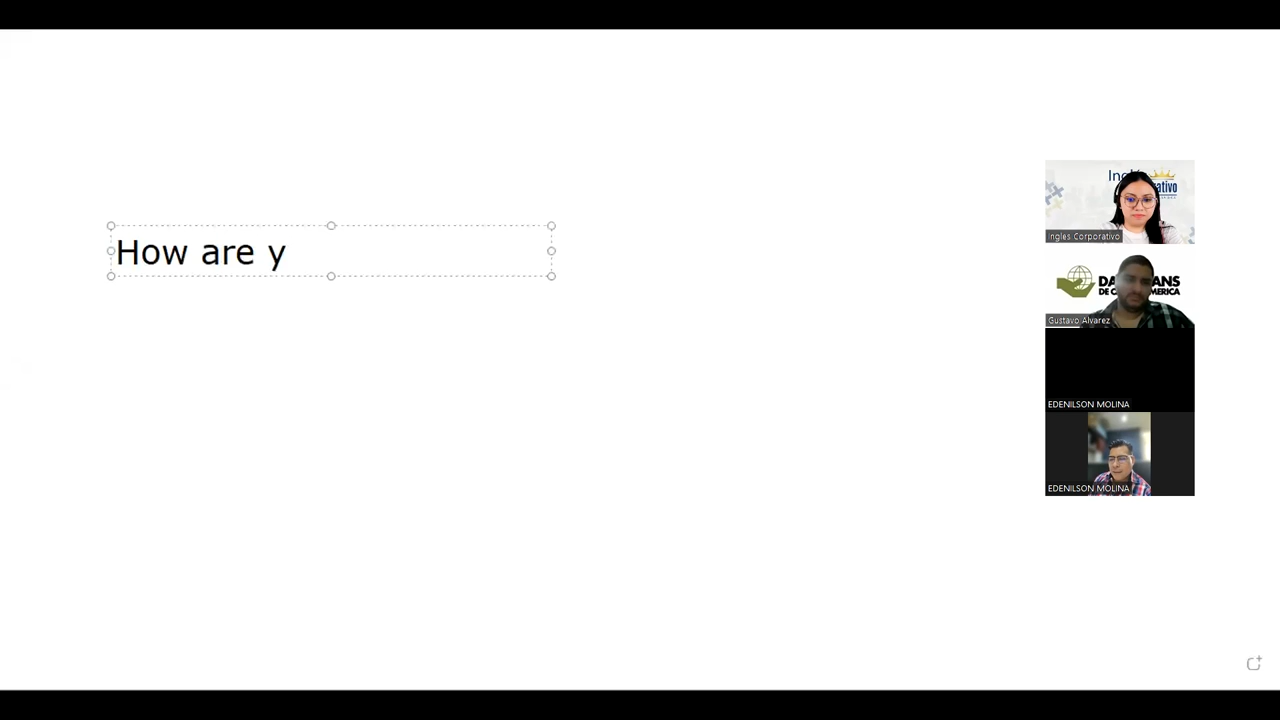 How are y
Ingles Corporativo
Gustavo Alvarez
EDENILSON MOLINA
EDENILSON MOLINA